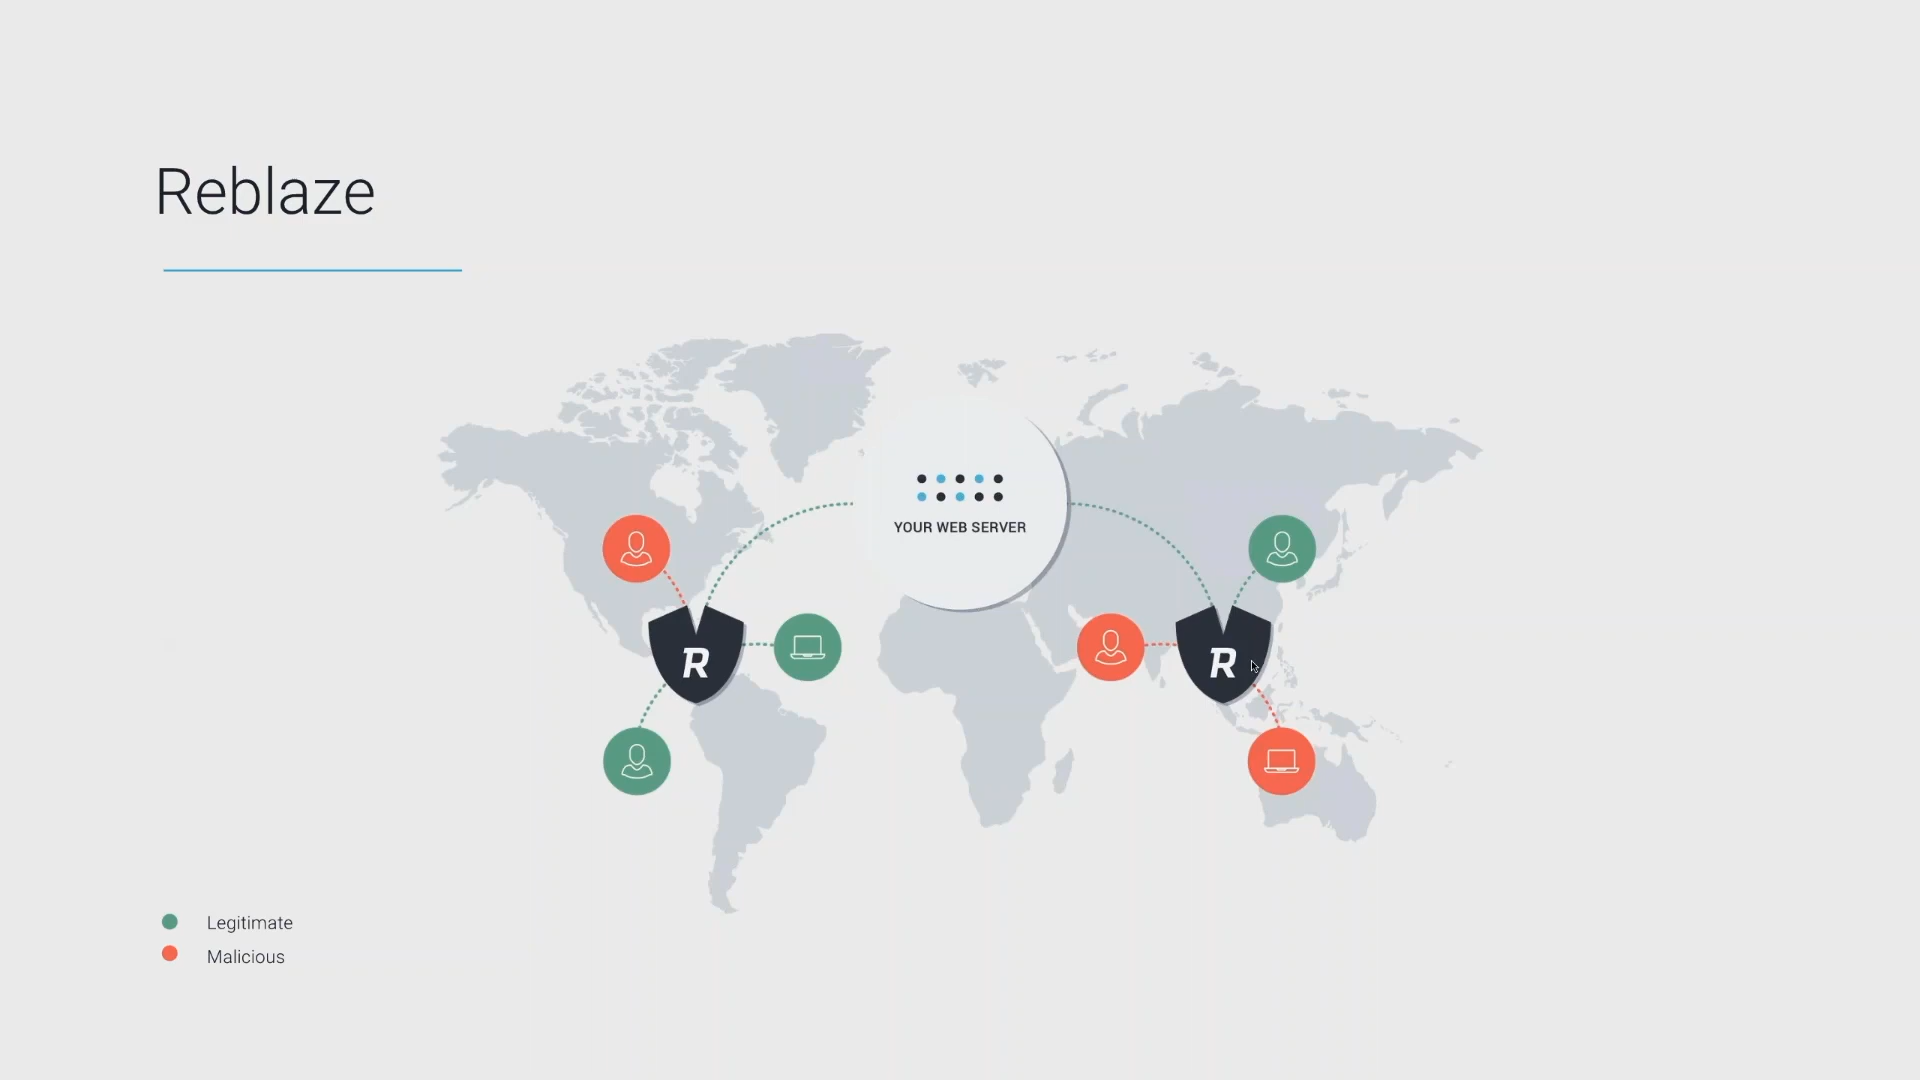 Reblaze
YOUR WEB SERVER
R
R
Legitimate
Malicious